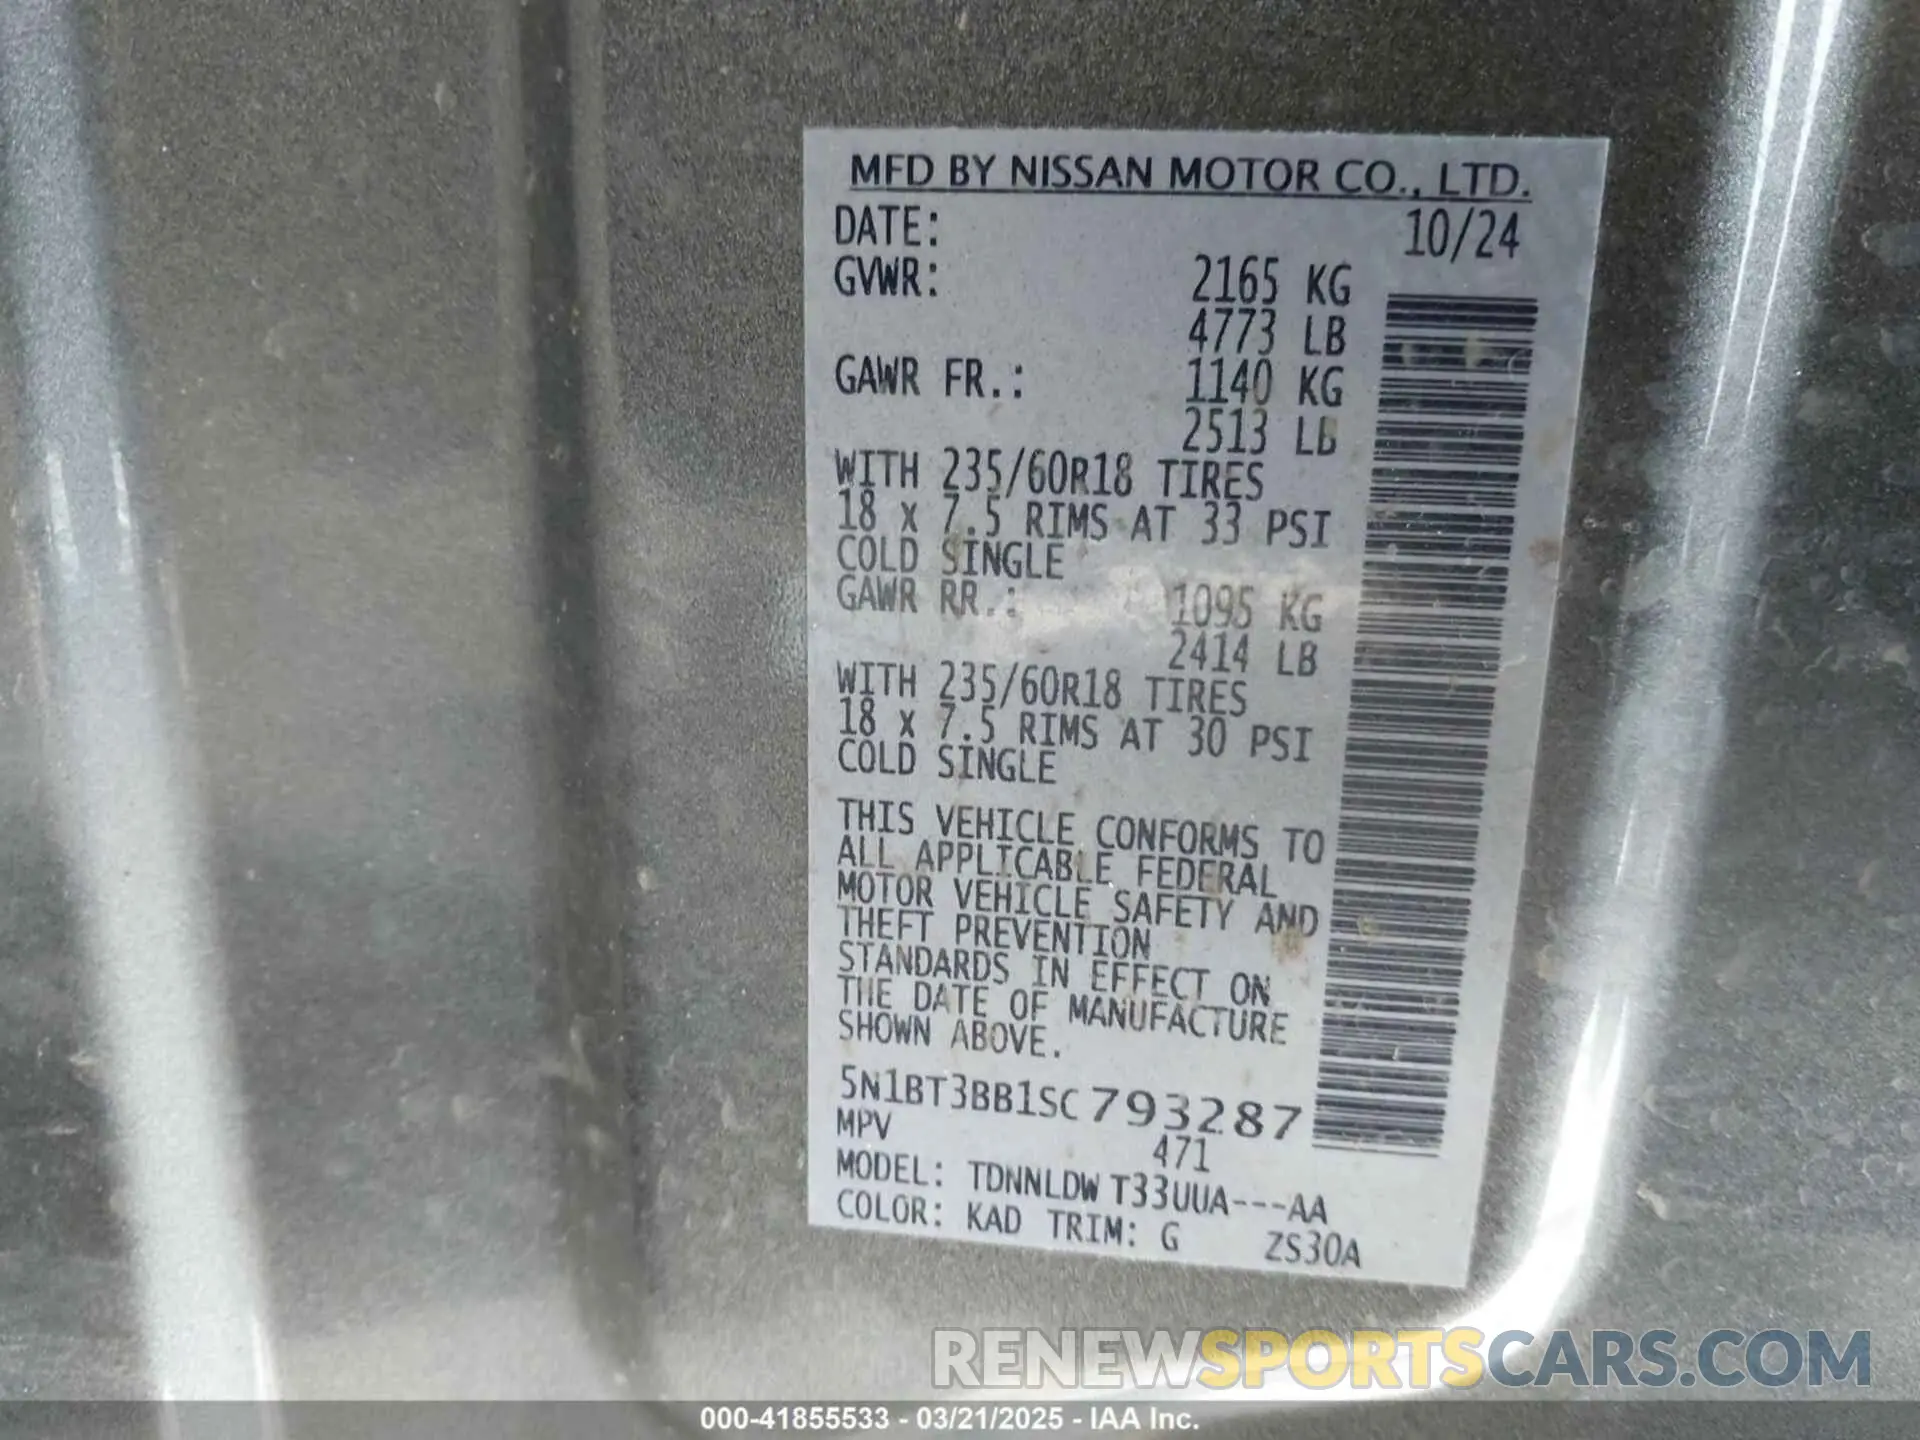 MFD BY NISSAN MOTOR CO., LTD.
DATE: 10/24
GVWR: 2165 KG
4773 LB
GAWR FR.: 1140 KG
2513 LB
WITH 235/60R18 TIRES
18 x 7.5 RIMS AT 33 PSI
COLD SINGLE
GAWR RR.: 1095 KG
2414 LB
WITH 235/60R18 TIRES
18 x 7.5 RIMS AT 30 PSI
COLD SINGLE
THIS VEHICLE CONFORMS TO
ALL APPLICABLE FEDERAL
MOTOR VEHICLE SAFETY AND
THEFT PREVENTION
STANDARDS IN EFFECT ON
THE DATE OF MANUFACTURE
SHOWN ABOVE.
5N1BT3BB1SC793287
MPV 471
MODEL: TDNNLDW T33UUA---AA
COLOR: KAD TRIM: G ZS30A
RENEWSPORTSCARS.COM
000-41855533 - 03/21/2025 - IAA Inc.